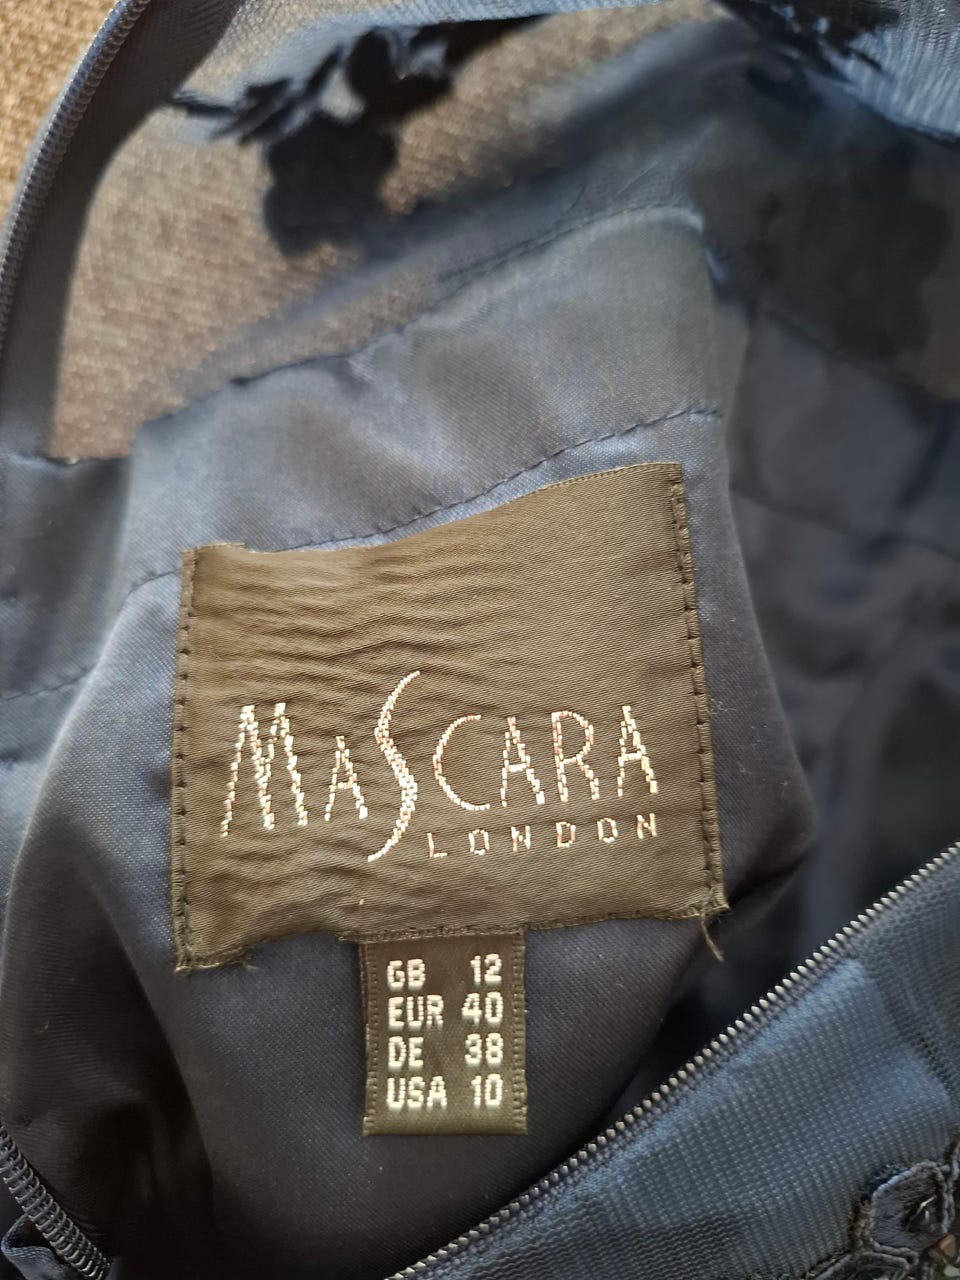 MASCARA
LONDON
GB 12
EUR 40
DE 38
USA 10